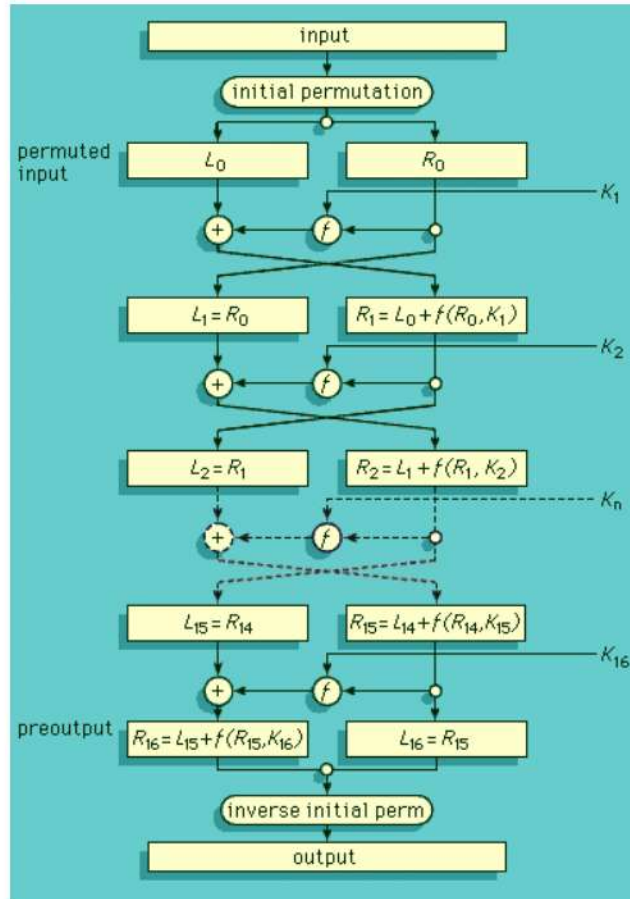 input
initial permutation
permuted
input
L₀
R₀
K₁
+
f
L₁ = R₀
R₁ = L₀ + f(R₀, K₁)
K₂
+
f
L₂ = R₁
R₂ = L₁ + f(R₁, K₂)
Kₙ
+
f
L₁₅ = R₁₄
R₁₅ = L₁₄ + f(R₁₄, K₁₅)
K₁₆
+
f
preoutput
R₁₆ = L₁₅ + f(R₁₅, K₁₆)
L₁₆ = R₁₅
inverse initial perm
output